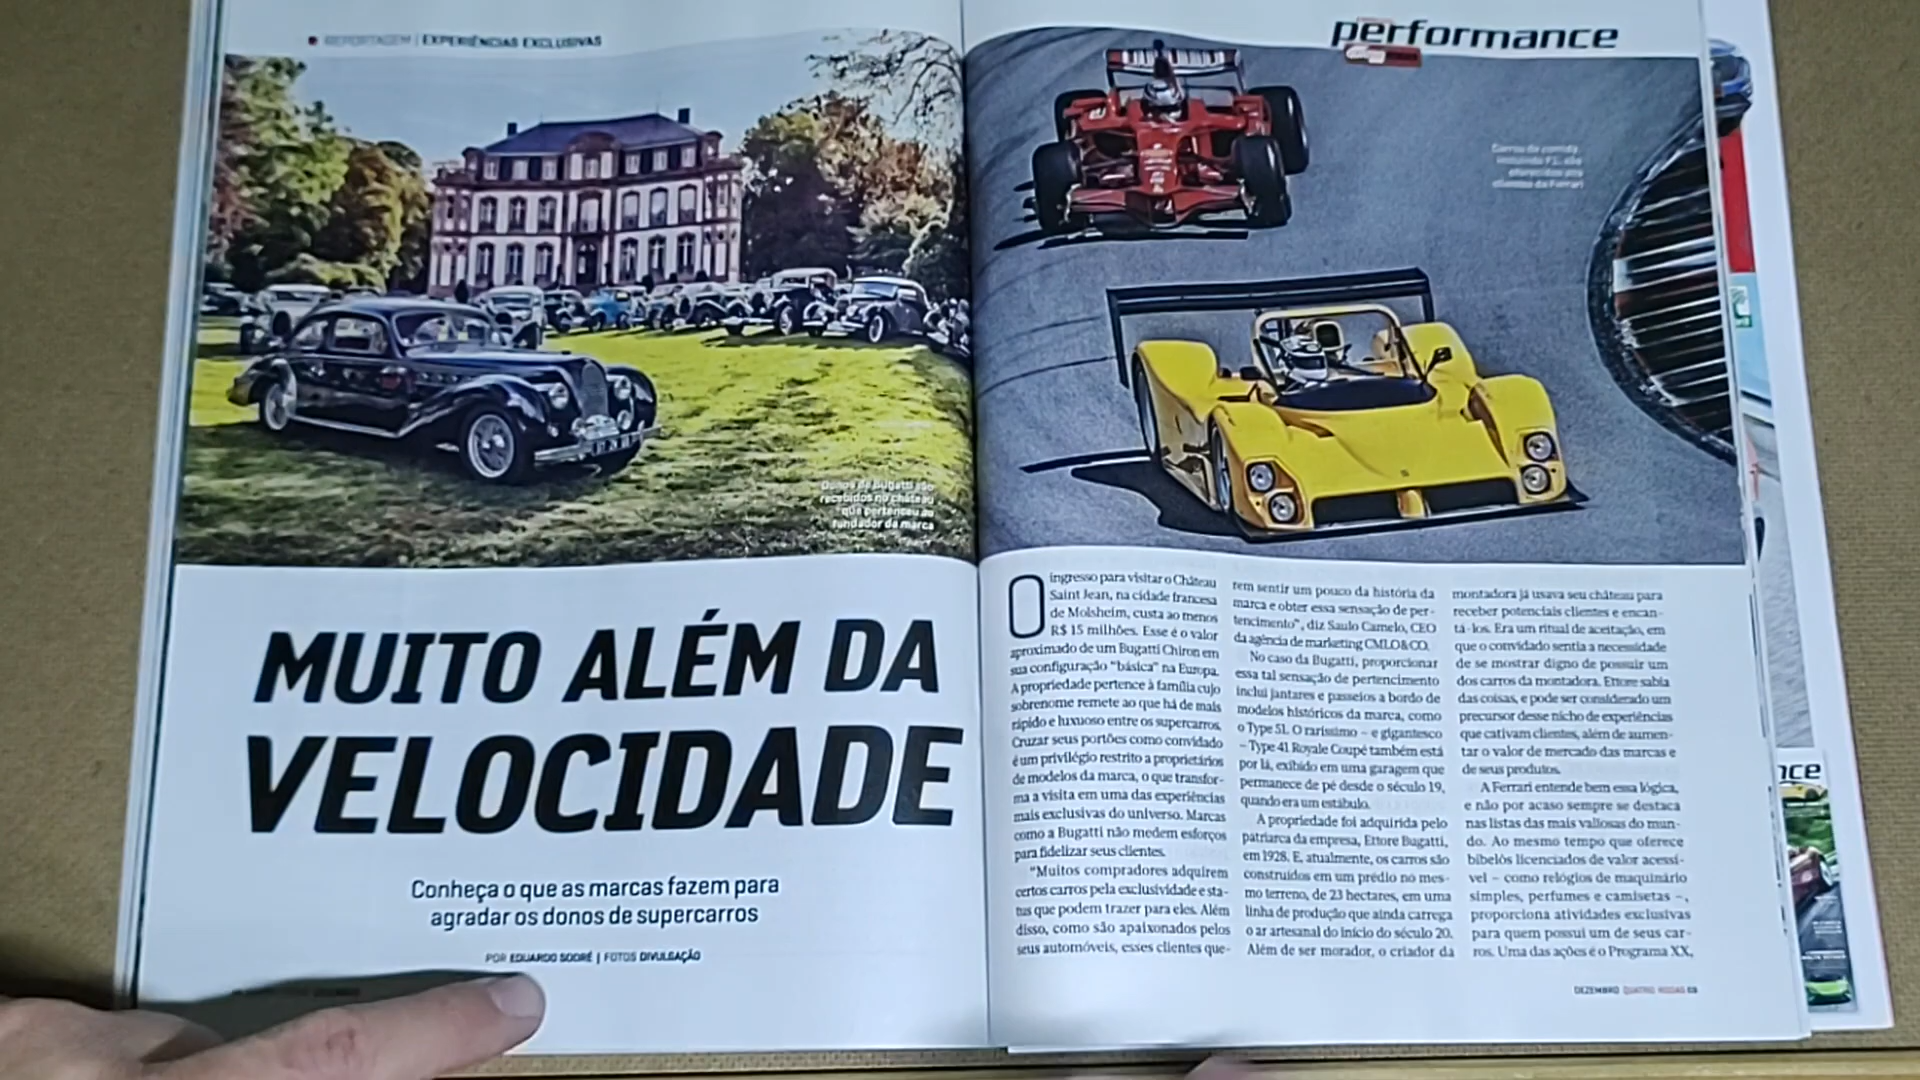 REPORTAGEM | EXPERIÊNCIAS EXCLUSIVAS
Donos de Bugatti são
recebidos no château
que pertenceu ao
fundador da marca
MUITO ALÉM DA
VELOCIDADE
Conheça o que as marcas fazem para
agradar os donos de supercarros
POR EDUARDO SODRÉ | FOTOS DIVULGAÇÃO
performance
Carros de corrida,
incluindo F1, são
oferecidos aos
clientes da Ferrari
O ingresso para visitar o Château
Saint Jean, na cidade francesa
de Molsheim, custa ao menos
R$ 15 milhões. Esse é o valor
aproximado de um Bugatti Chiron em
sua configuração "básica" na Europa.
A propriedade pertence à família cujo
sobrenome remete ao que há de mais
rápido e luxuoso entre os supercarros.
Cruzar seus portões como convidado
é um privilégio restrito a proprietários
de modelos da marca, o que transfor-
ma a visita em uma das experiências
mais exclusivas do universo. Marcas
como a Bugatti não medem esforços
para fidelizar seus clientes.
"Muitos compradores adquirem
certos carros pela exclusividade e sta-
tus que podem trazer para eles. Além
disso, como são apaixonados pelos
seus automóveis, esses clientes que-
rem sentir um pouco da história da
marca e obter essa sensação de per-
tencimento", diz Saulo Camelo, CEO
da agência de marketing CMLO&CO.
No caso da Bugatti, proporcionar
essa tal sensação de pertencimento
inclui jantares e passeios a bordo de
modelos históricos da marca, como
o Type 51. O raríssimo – e gigantesco
– Type 41 Royale Coupé também está
por lá, exibido em uma garagem que
permanece de pé desde o século 19,
quando era um estábulo.
A propriedade foi adquirida pelo
patriarca da empresa, Ettore Bugatti,
em 1928. E, atualmente, os carros são
construídos em um prédio no mes-
mo terreno, de 23 hectares, em uma
linha de produção que ainda carrega
o ar artesanal do início do século 20.
Além de ser morador, o criador da
montadora já usava seu château para
receber potenciais clientes e encan-
tá-los. Era um ritual de aceitação, em
que o convidado sentia a necessidade
de se mostrar digno de possuir um
dos carros da montadora. Ettore sabia
das coisas, e pode ser considerado um
precursor desse nicho de experiências
que cativam clientes, além de aumen-
tar o valor de mercado das marcas e
de seus produtos.
A Ferrari entende bem essa lógica,
e não por acaso sempre se destaca
nas listas das mais valiosas do mun-
do. Ao mesmo tempo que oferece
bibelôs licenciados de valor acessí-
vel – como relógios de maquinário
simples, perfumes e camisetas –,
proporciona atividades exclusivas
para quem possui um de seus car-
ros. Uma das ações é o Programa XX,
DEZEMBRO QUATRO RODAS
nce